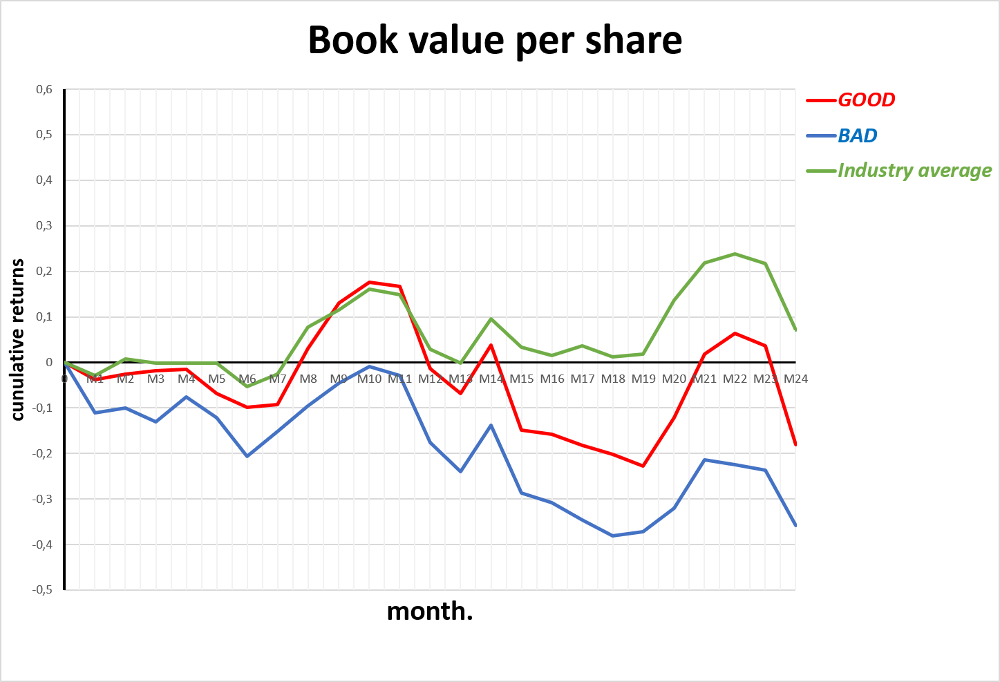 Book value per share
0,6
0,5
0,4
0,3
0,2
0,1
0
-0,1
-0,2
-0,3
-0,4
-0,5
cunulative returns
0 M1 M2 M3 M4 M5 M6 M7 M8 M9 M10 M11 M12 M13 M14 M15 M16 M17 M18 M19 M20 M21 M22 M23 M24
month.
GOOD
BAD
Industry average